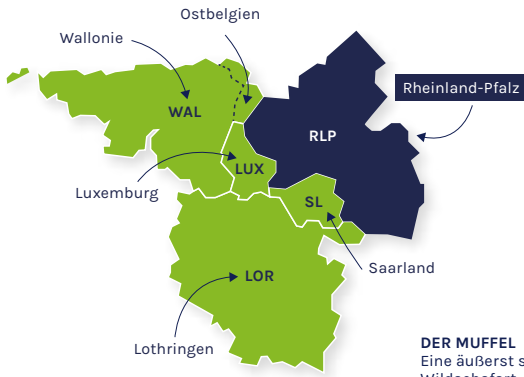 Ostbelgien
Wallonie
Rheinland-Pfalz
WAL
RLP
LUX
Luxemburg
SL
Saarland
LOR
Lothringen
DER MUFFEL
Eine äußerst s